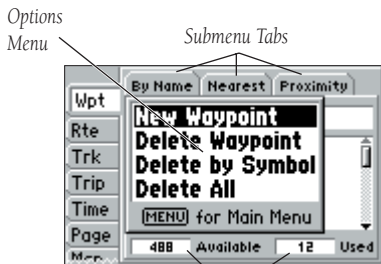 Options
Menu
Submenu Tabs
By Name Nearest Proximity
Wpt
Rte
Trk
Trip
Time
Page
Map
New Waypoint
Delete Waypoint
Delete by Symbol
Delete All
MENU for Main Menu
488 Available 12 Used